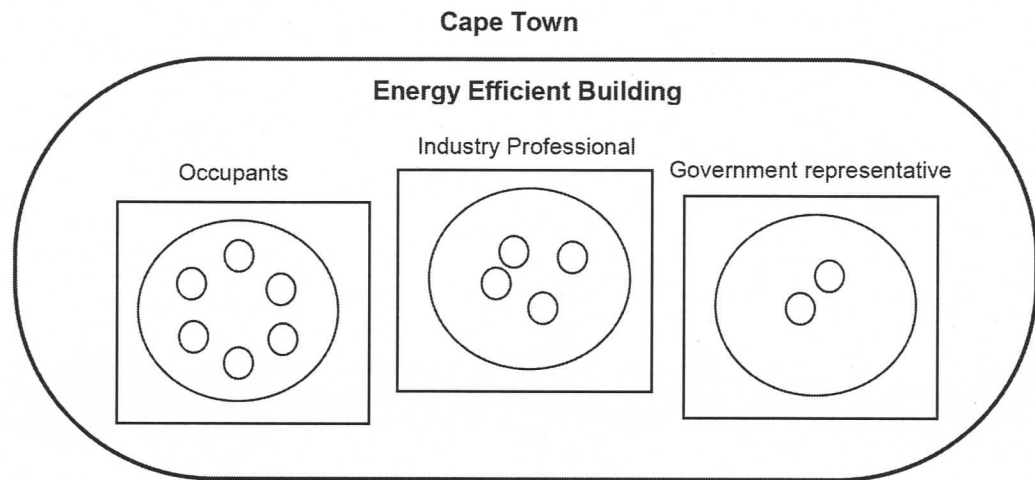 Cape Town
Energy Efficient Building
Occupants
Industry Professional
Government representative